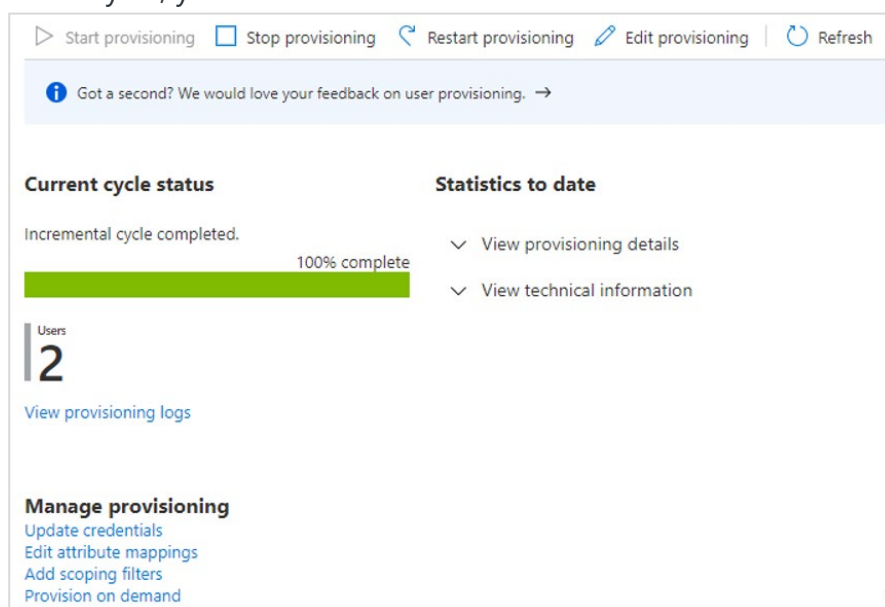 Start provisioning Stop provisioning Restart provisioning Edit provisioning Refresh
Got a second? We would love your feedback on user provisioning. →
Current cycle status
Incremental cycle completed.
100% complete
Users
2
View provisioning logs
Statistics to date
View provisioning details
View technical information
Manage provisioning
Update credentials
Edit attribute mappings
Add scoping filters
Provision on demand